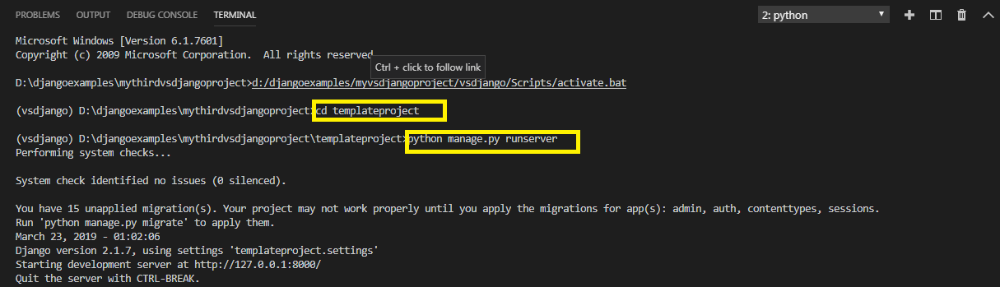 PROBLEMS OUTPUT DEBUG CONSOLE TERMINAL 2: python
Microsoft Windows [Version 6.1.7601]
Copyright (c) 2009 Microsoft Corporation.  All rights reserved
Ctrl + click to follow link
D:\djangoexamples\mythirdvsdjangoproject>d:/djangoexamples/myvsdjangoproject/vsdjango/Scripts/activate.bat
(vsdjango) D:\djangoexamples\mythirdvsdjangoproject>cd templateproject
(vsdjango) D:\djangoexamples\mythirdvsdjangoproject\templateproject>python manage.py runserver
Performing system checks...
System check identified no issues (0 silenced).
You have 15 unapplied migration(s). Your project may not work properly until you apply the migrations for app(s): admin, auth, contenttypes, sessions.
Run 'python manage.py migrate' to apply them.
March 23, 2019 - 01:02:06
Django version 2.1.7, using settings 'templateproject.settings'
Starting development server at http://127.0.0.1:8000/
Quit the server with CTRL-BREAK.